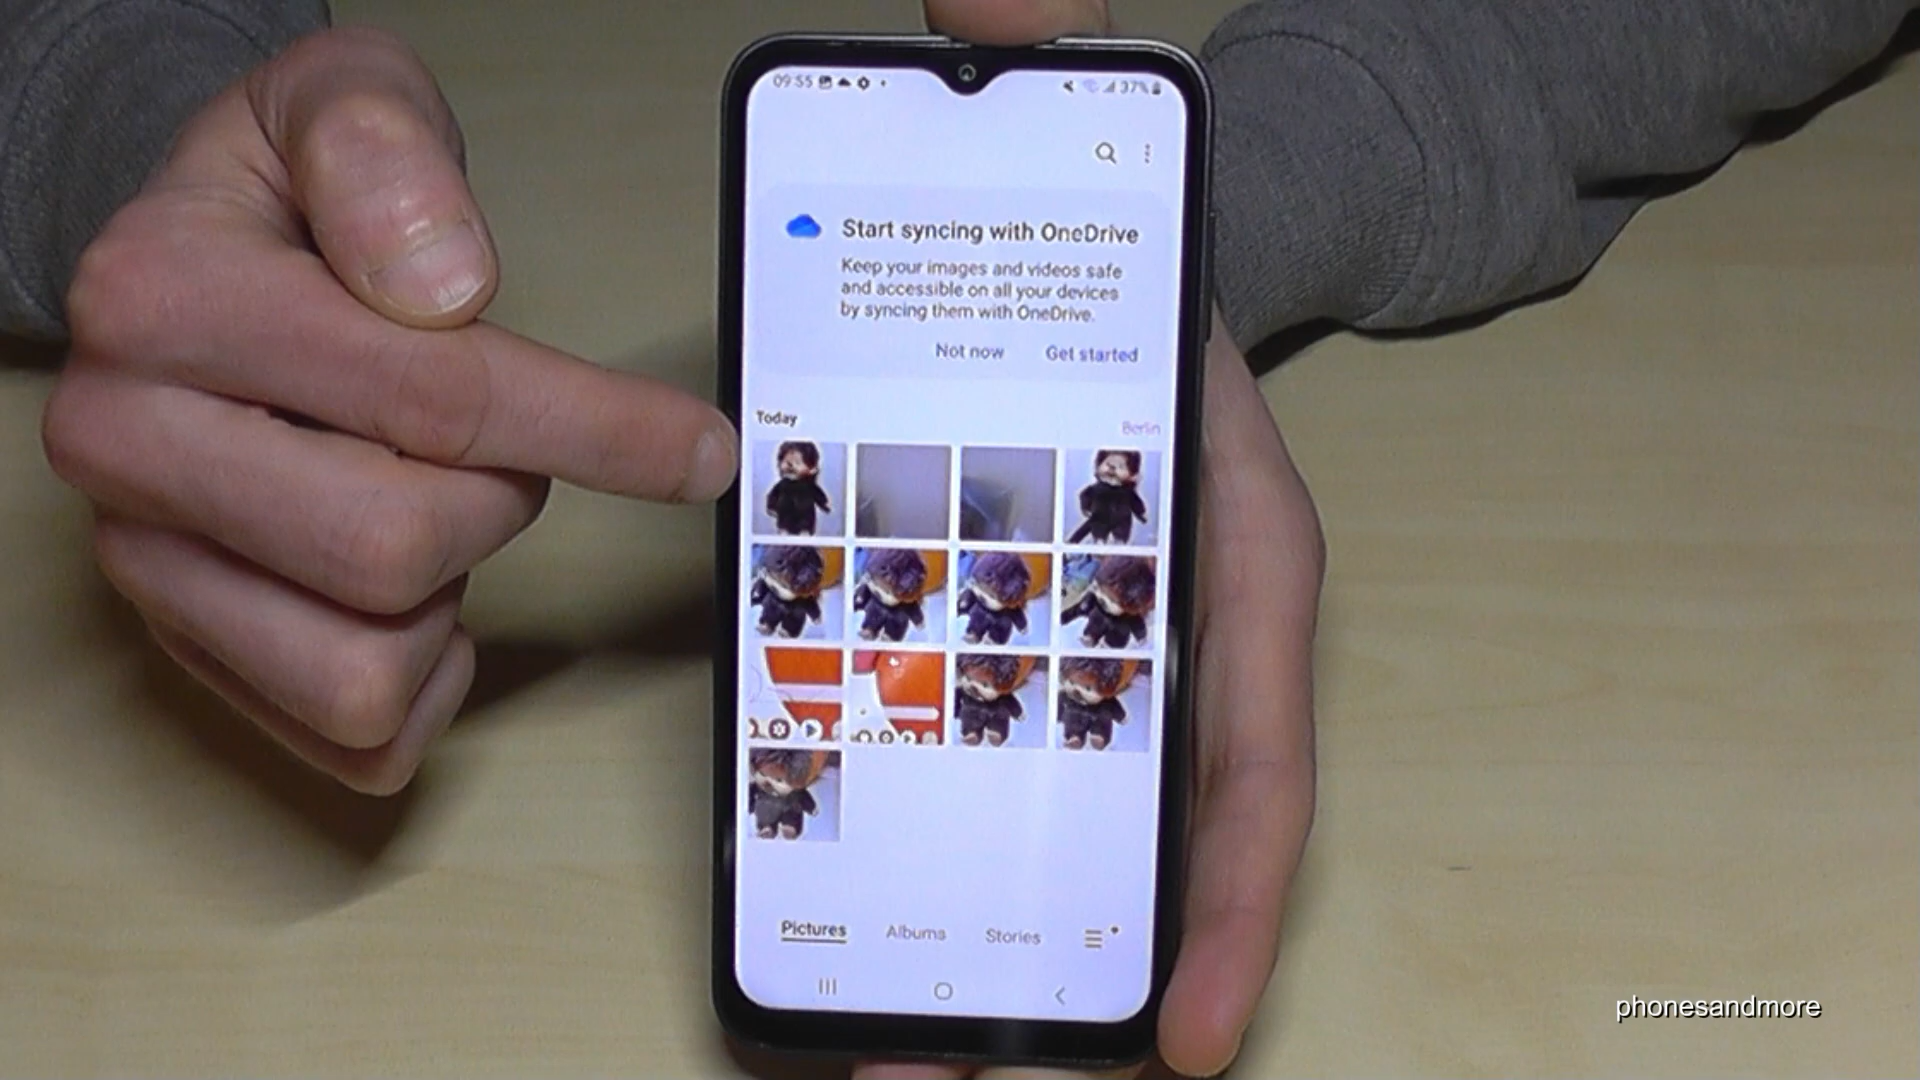 09:55 37%
Start syncing with OneDrive
Keep your images and videos safe
and accessible on all your devices
by syncing them with OneDrive.
Not now Get started
Today Berlin
Pictures Albums Stories
phonesandmore